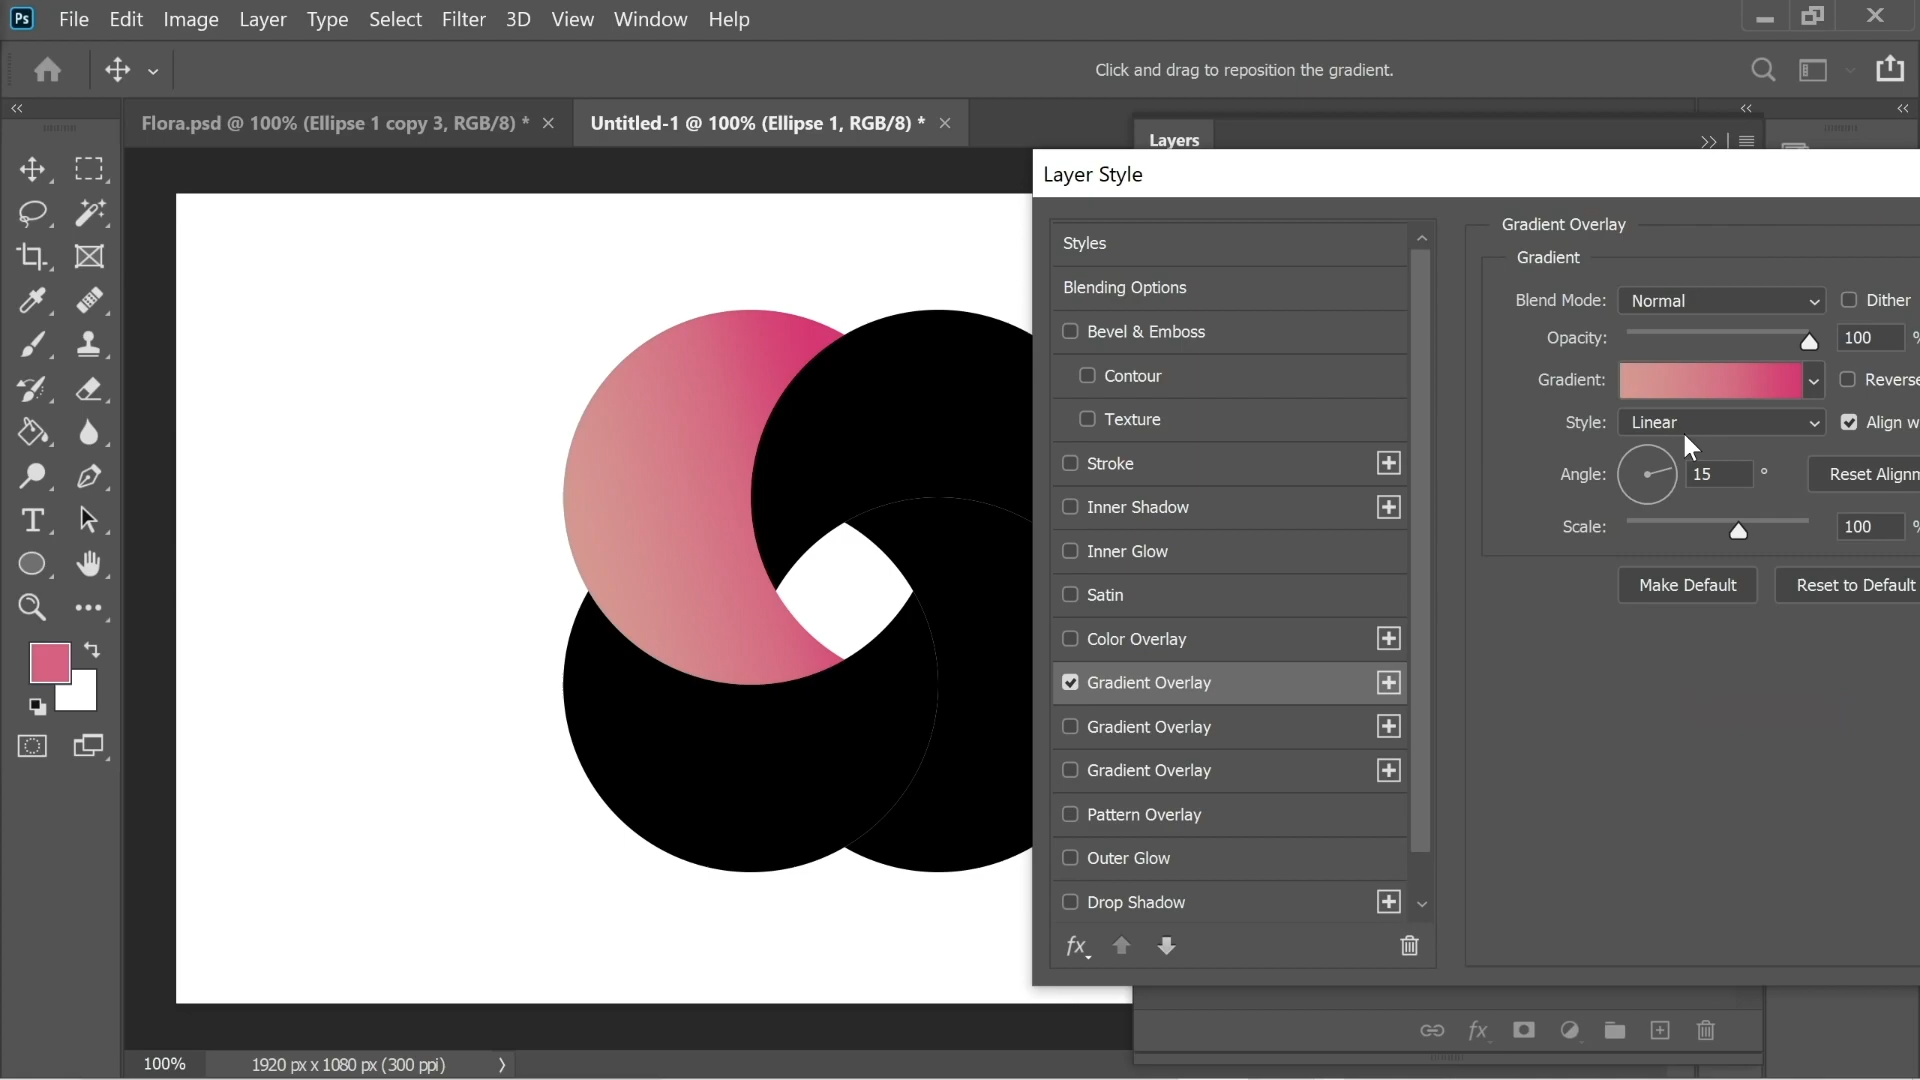 Ps File Edit Image Layer Type Select Filter 3D View Window Help
Click and drag to reposition the gradient.
Flora.psd @ 100% (Ellipse 1 copy 3, RGB/8) *
Untitled-1 @ 100% (Ellipse 1, RGB/8) *
Layers
Layer Style
Styles
Blending Options
Bevel & Emboss
Contour
Texture
Stroke
Inner Shadow
Inner Glow
Satin
Color Overlay
Gradient Overlay
Gradient Overlay
Gradient Overlay
Pattern Overlay
Outer Glow
Drop Shadow
fx
Gradient Overlay
Gradient
Blend Mode: Normal Dither
Opacity: 100 %
Gradient: Reverse
Style: Linear Align w
Angle: 15 ° Reset Alignm
Scale: 100 %
Make Default Reset to Default
fx
100% 1920 px x 1080 px (300 ppi)